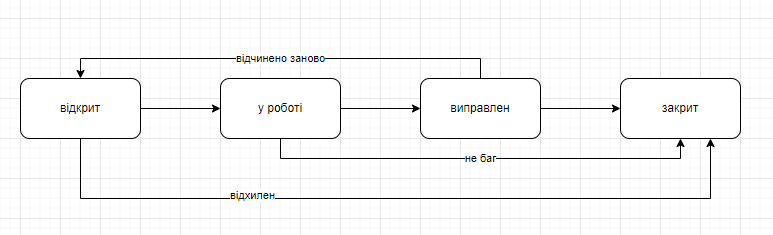 відчинено заново
відкрит
у роботі
виправлен
закрит
не баг
відхилен